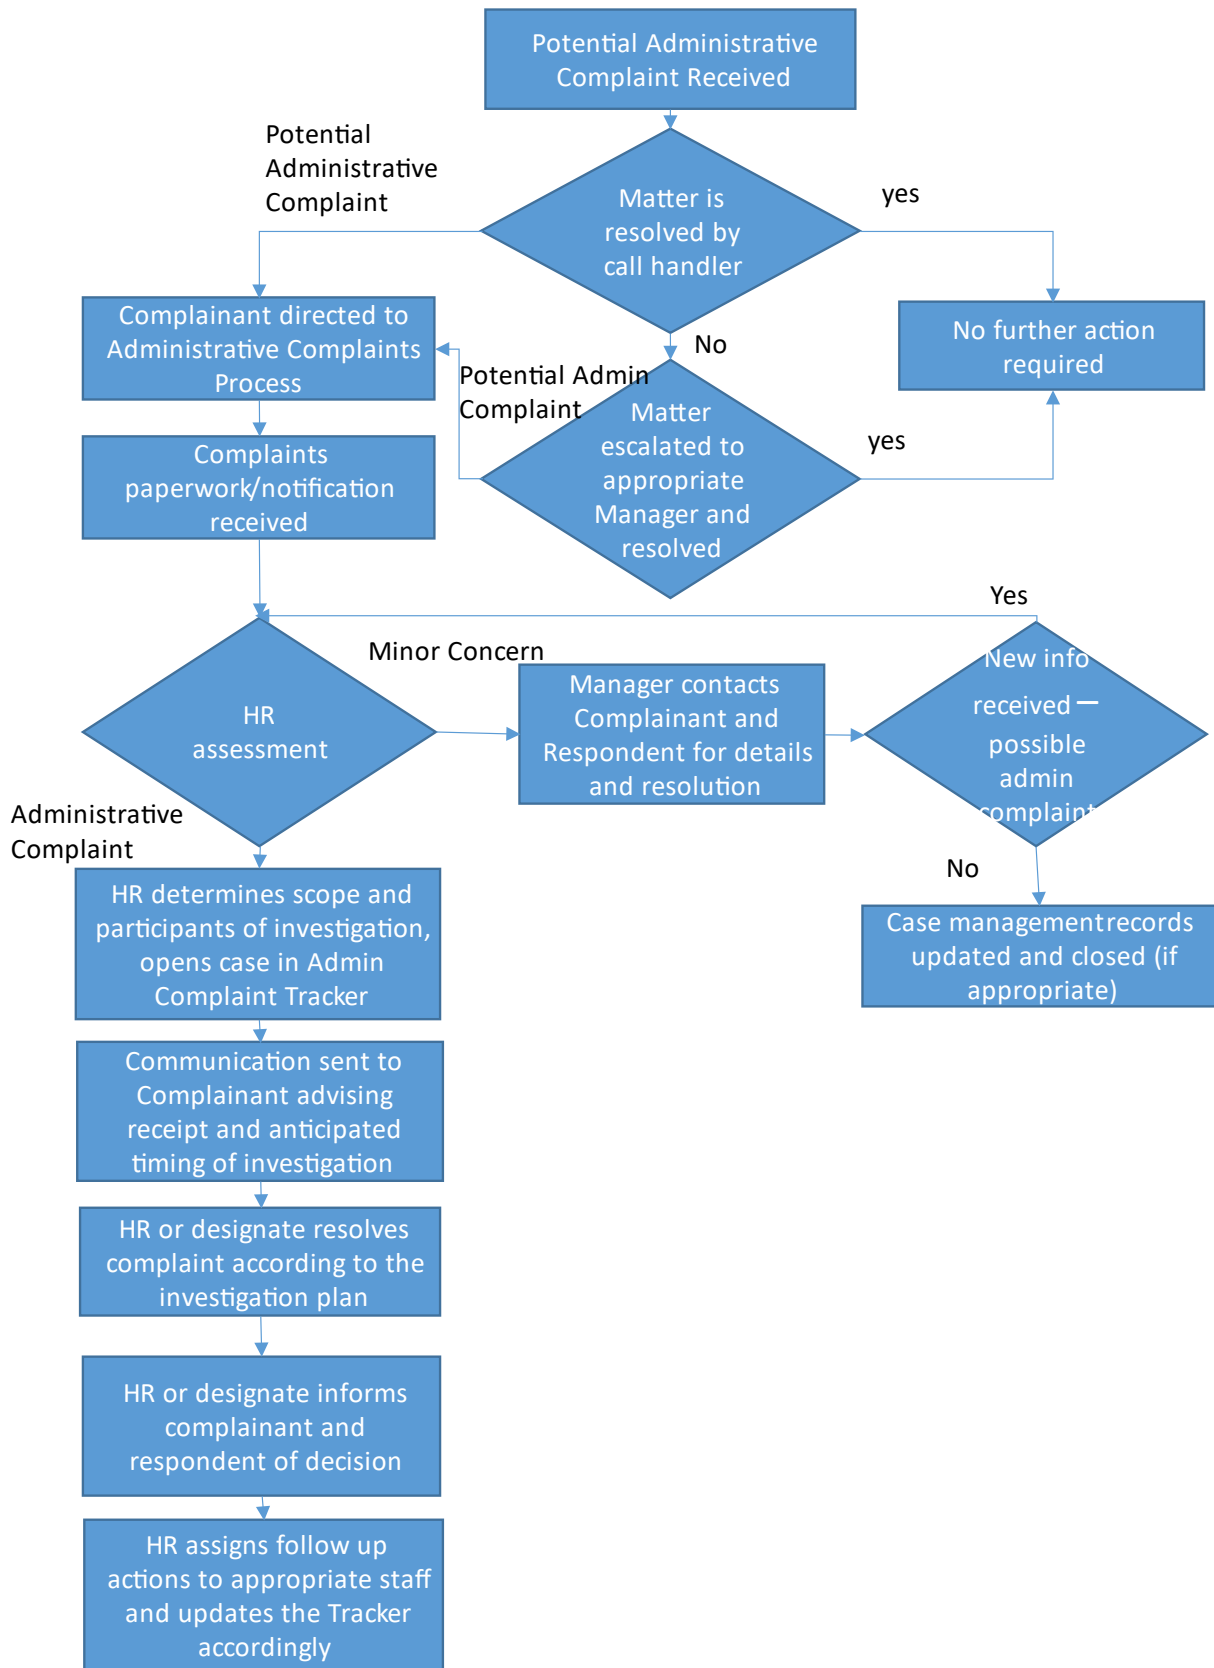 Potential Administrative
Complaint Received
Potential
Administrative
Complaint
Matter is
resolved by
call handler
yes
Complainant directed to
Administrative Complaints
Process
No further action
required
No
Potential Admin
Complaint
Matter
escalated to
appropriate
Manager and
resolved
yes
Complaints
paperwork/notification
received
Yes
Minor Concern
HR
assessment
Manager contacts
Complainant and
Respondent for details
and resolution
New info
received –
possible
admin
complaint
Administrative
Complaint
No
HR determines scope and
participants of investigation,
opens case in Admin
Complaint Tracker
Case management records
updated and closed (if
appropriate)
Communication sent to
Complainant advising
receipt and anticipated
timing of investigation
HR or designate resolves
complaint according to the
investigation plan
HR or designate informs
complainant and
respondent of decision
HR assigns follow up
actions to appropriate staff
and updates the Tracker
accordingly